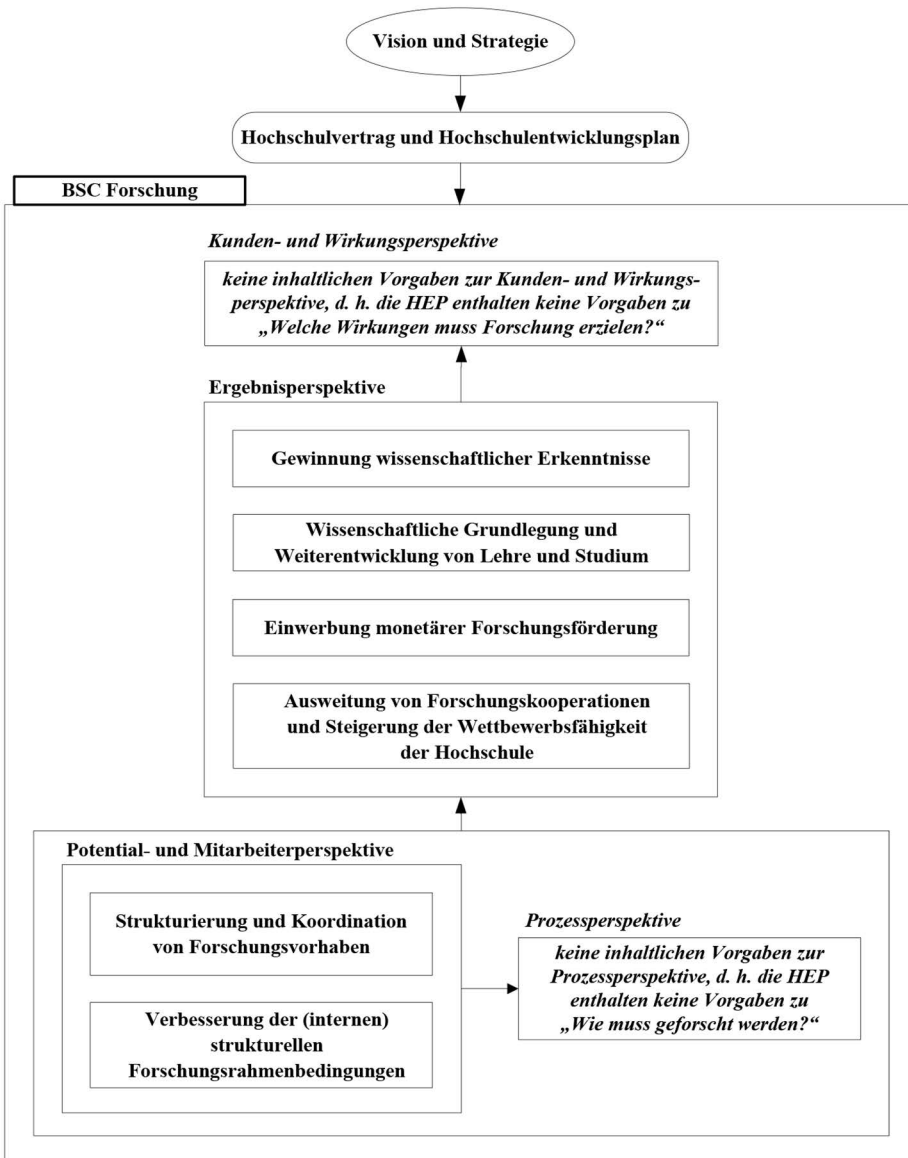 Vision und Strategie
Hochschulvertrag und Hochschulentwicklungsplan
BSC Forschung
Kunden- und Wirkungsperspektive
keine inhaltlichen Vorgaben zur Kunden- und Wirkungs-
perspektive, d. h. die HEP enthalten keine Vorgaben zu
„Welche Wirkungen muss Forschung erzielen?“
Ergebnisperspektive
Gewinnung wissenschaftlicher Erkenntnisse
Wissenschaftliche Grundlegung und
Weiterentwicklung von Lehre und Studium
Einwerbung monetärer Forschungsförderung
Ausweitung von Forschungskooperationen
und Steigerung der Wettbewerbsfähigkeit
der Hochschule
Potential- und Mitarbeiterperspektive
Strukturierung und Koordination
von Forschungsvorhaben
Verbesserung der (internen)
strukturellen
Forschungsrahmenbedingungen
Prozessperspektive
keine inhaltlichen Vorgaben zur
Prozessperspektive, d. h. die HEP
enthalten keine Vorgaben zu
„Wie muss geforscht werden?“